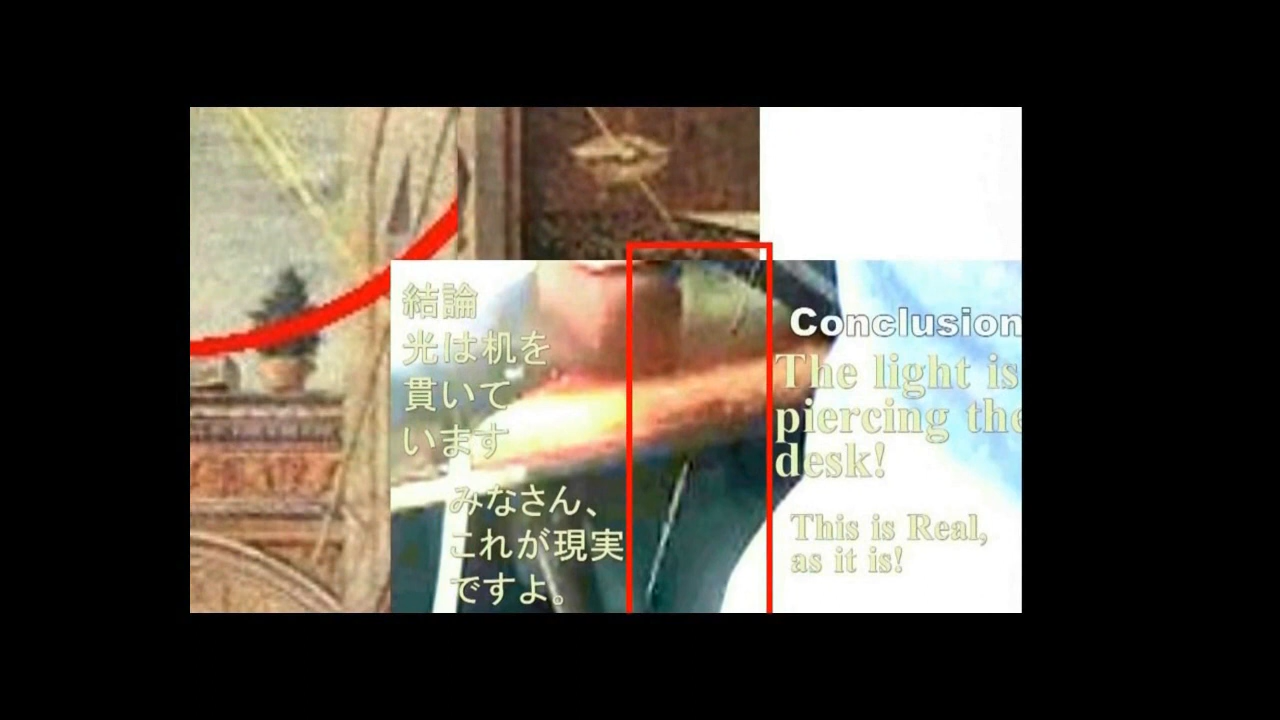 結論
光は机を
貫いて
います
みなさん、
これが現実
ですよ。
Conclusion
The light is
piercing the
desk!
This is Real,
as it is!